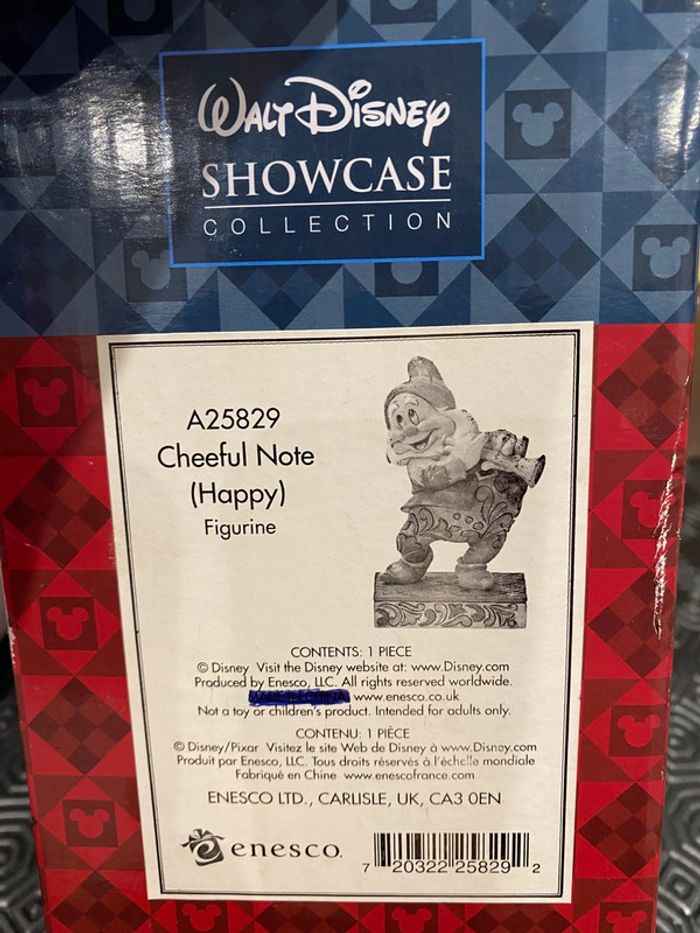 WALT DISNEY
SHOWCASE
COLLECTION
A25829
Cheeful Note
(Happy)
Figurine
CONTENTS: 1 PIECE
© Disney Visit the Disney website at: www.Disney.com
Produced by Enesco, LLC. All rights reserved worldwide.
www.enesco.co.uk
Not a toy or children's product. Intended for adults only.
CONTENU: 1 PIÈCE
© Disney/Pixar Visitez le site Web de Disney à www.Disney.com
Produit par Enesco, LLC. Tous droits réservés à l'échelle mondiale
Fabriqué en Chine www.enescofrance.com
ENESCO LTD., CARLISLE, UK, CA3 0EN
enesco.
7 20322 25829 2